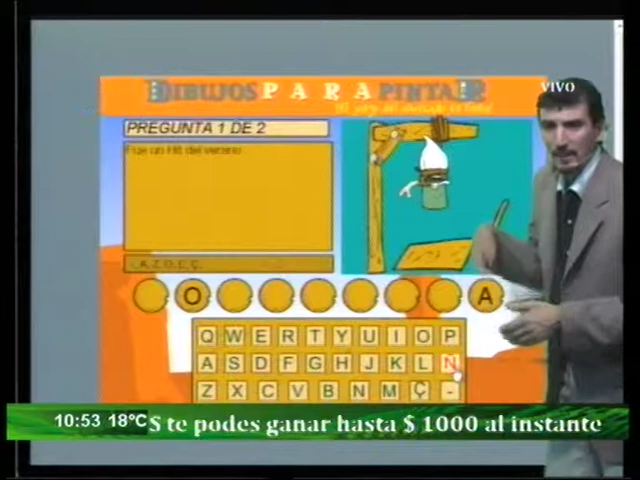 DIBUJOS PARA PINTAR
VIVO
PREGUNTA 1 DE 2
Fue un Hit del verano
O A
Q W E R T Y U I O P
A S D F G H J K L Ñ
Z X C V B N M Ç -
10:53 18°C S te podes ganar hasta $ 1000 al instante